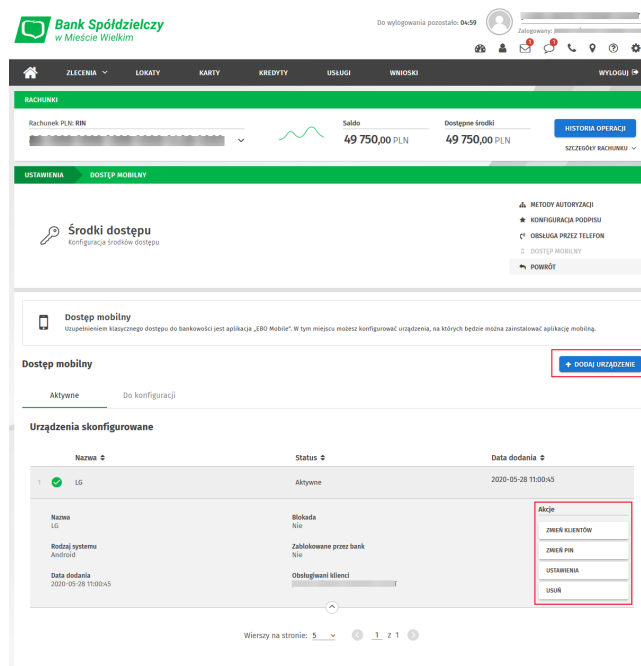 Bank Spółdzielczy
w Mieście Wielkim
Do wylogowania pozostało: 04:59
Zalogowany:
ZLECENIA
LOKATY
KARTY
KREDYTY
USŁUGI
WNIOSKI
WYLOGUJ
RACHUNKI
Rachunek PLN: RIN
Saldo
49 750,00 PLN
Dostępne środki
49 750,00 PLN
HISTORIA OPERACJI
SZCZEGÓŁY RACHUNKU
USTAWIENIA
DOSTĘP MOBILNY
Środki dostępu
Konfiguracja środków dostępu
METODY AUTORYZACJI
KONFIGURACJA PODPISU
OBSŁUGA PRZEZ TELEFON
DOSTĘP MOBILNY
POWRÓT
Dostęp mobilny
Uzupełnieniem klasycznego dostępu do bankowości jest aplikacja „EBO Mobile". W tym miejscu możesz konfigurować urządzenia, na których będzie można zainstalować aplikację mobilną.
Dostęp mobilny
+ DODAJ URZĄDZENIE
Aktywne
Do konfiguracji
Urządzenia skonfigurowane
Nazwa
Status
Data dodania
LG
Aktywne
2020-05-28 11:00:45
Nazwa
LG
Blokada
Nie
Akcje
ZMIEŃ KLIENTÓW
ZMIEŃ PIN
USTAWIENIA
USUŃ
Rodzaj systemu
Android
Zablokowane przez bank
Nie
Data dodania
2020-05-28 11:00:45
Obsługiwani klienci
Wierszy na stronie: 5
1 z 1